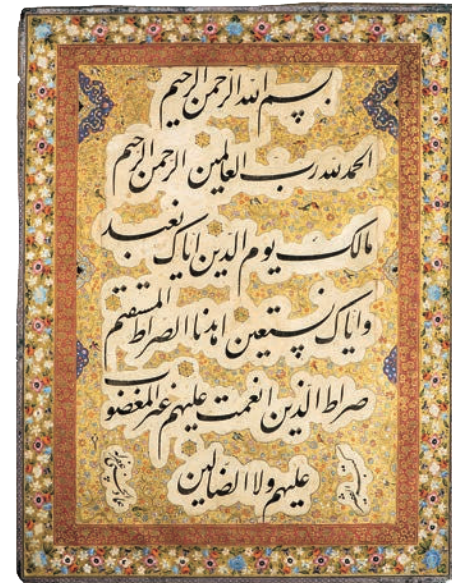 بسم الله الرحمن الرحیم
الحمد لله رب العالمین الرحمن الرحیم
مالک یوم الدین ایاک نعبد
وایاک نستعین اهدنا الصراط المستقیم
صراط الذین انعمت علیهم غیر المغضوب
علیهم ولا الضالین